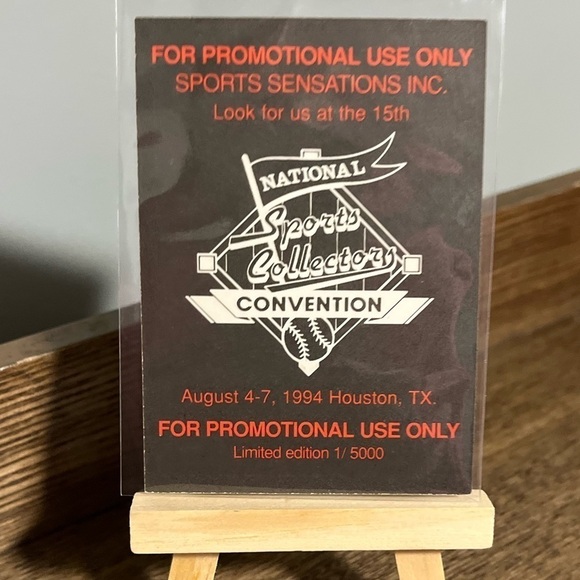 FOR PROMOTIONAL USE ONLY
SPORTS SENSATIONS INC.
Look for us at the 15th
NATIONAL
Sports
Collectors
CONVENTION
August 4-7, 1994 Houston, TX.
FOR PROMOTIONAL USE ONLY
Limited edition 1/ 5000